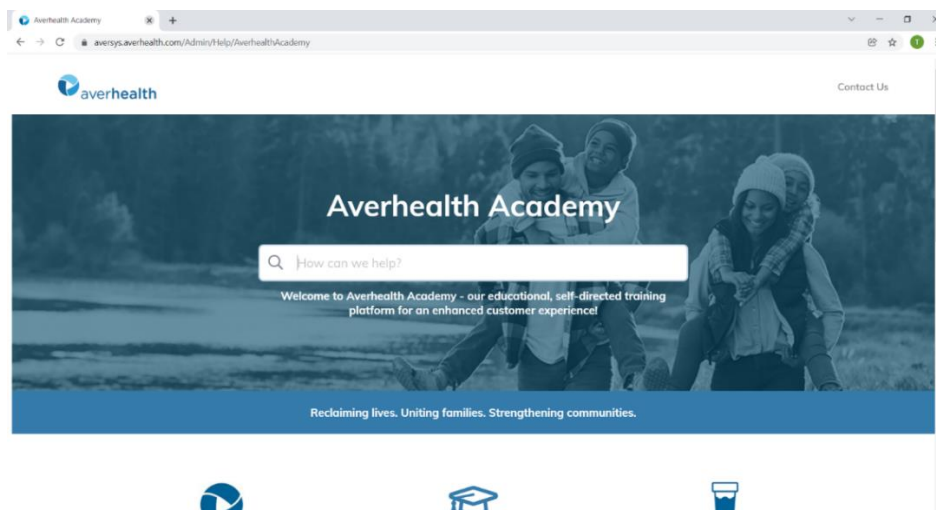 Averhealth Academy
aversys.averhealth.com/Admin/Help/AverhealthAcademy
T
averhealth
Contact Us
Averhealth Academy
How can we help?
Welcome to Averhealth Academy - our educational, self-directed training
platform for an enhanced customer experience!
Reclaiming lives. Uniting families. Strengthening communities.